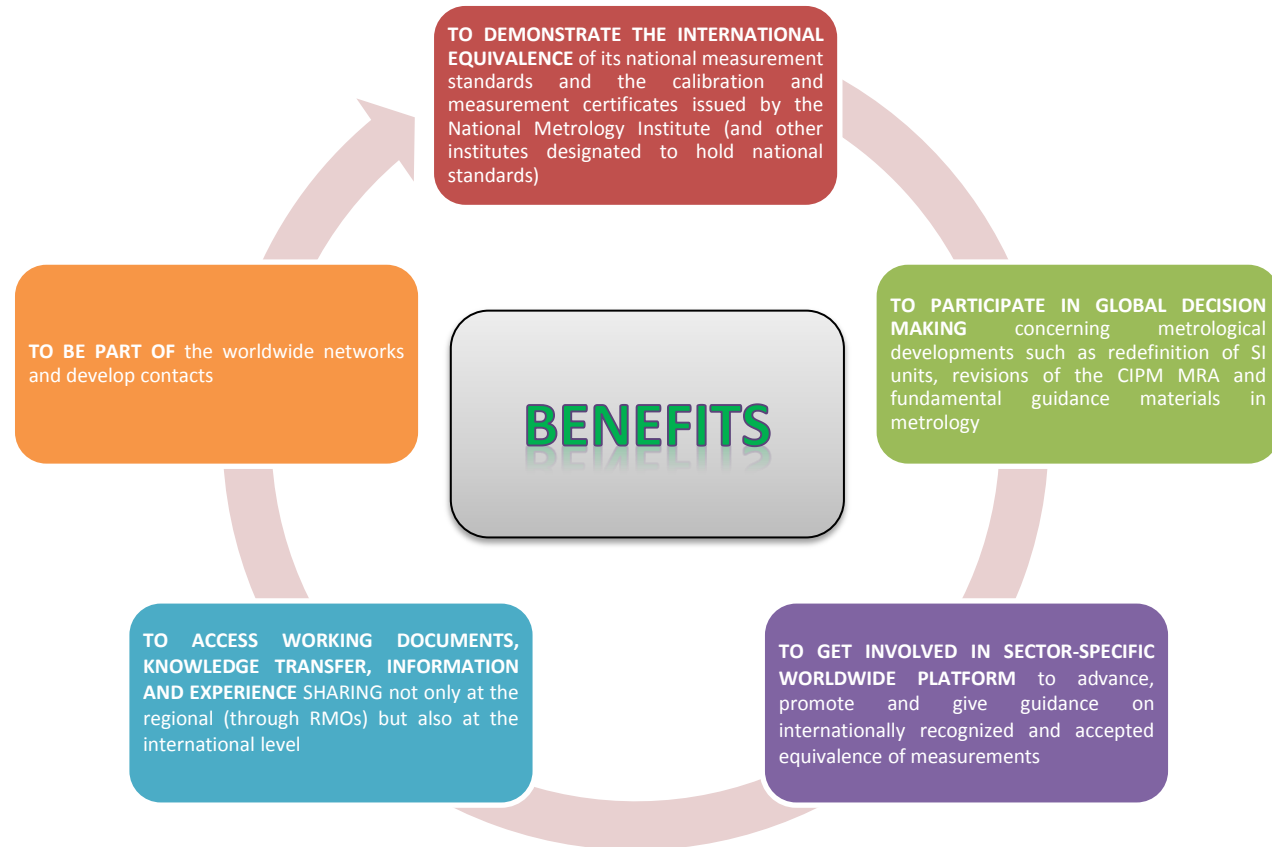 TO DEMONSTRATE THE INTERNATIONAL
EQUIVALENCE of its national measurement
standards and the calibration and
measurement certificates issued by the
National Metrology Institute (and other
institutes designated to hold national
standards)
TO PARTICIPATE IN GLOBAL DECISION
MAKING concerning metrological
developments such as redefinition of SI
units, revisions of the CIPM MRA and
fundamental guidance materials in
metrology
TO GET INVOLVED IN SECTOR-SPECIFIC
WORLDWIDE PLATFORM to advance,
promote and give guidance on
internationally recognized and accepted
equivalence of measurements
TO ACCESS WORKING DOCUMENTS,
KNOWLEDGE TRANSFER, INFORMATION
AND EXPERIENCE SHARING not only at the
regional (through RMOs) but also at the
international level
TO BE PART OF the worldwide networks
and develop contacts
BENEFITS